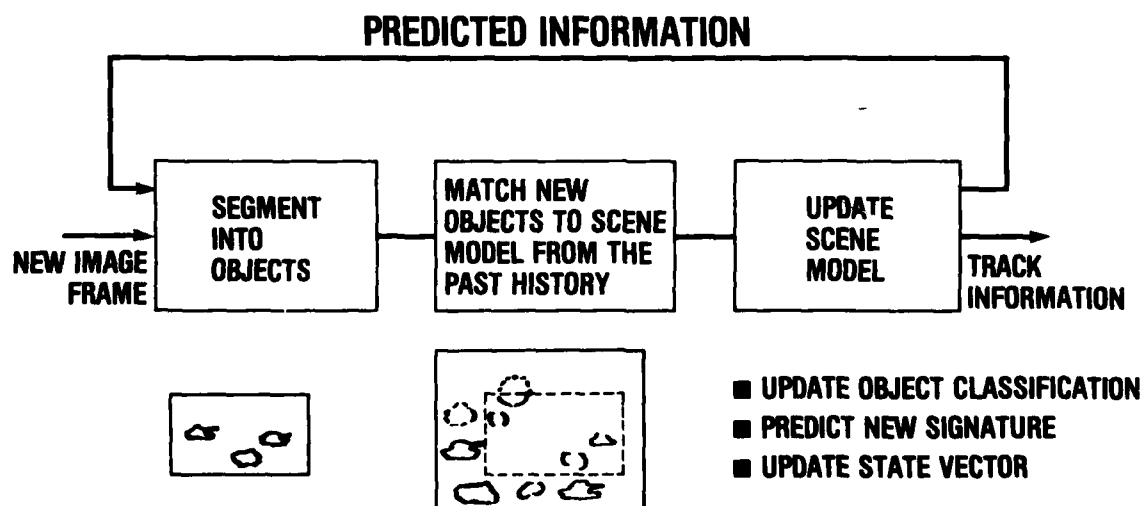 PREDICTED INFORMATION
SEGMENT
INTO
OBJECTS
MATCH NEW
OBJECTS TO SCENE
MODEL FROM THE
PAST HISTORY
UPDATE
SCENE
MODEL
NEW IMAGE
FRAME
TRACK
INFORMATION
■ UPDATE OBJECT CLASSIFICATION
■ PREDICT NEW SIGNATURE
■ UPDATE STATE VECTOR